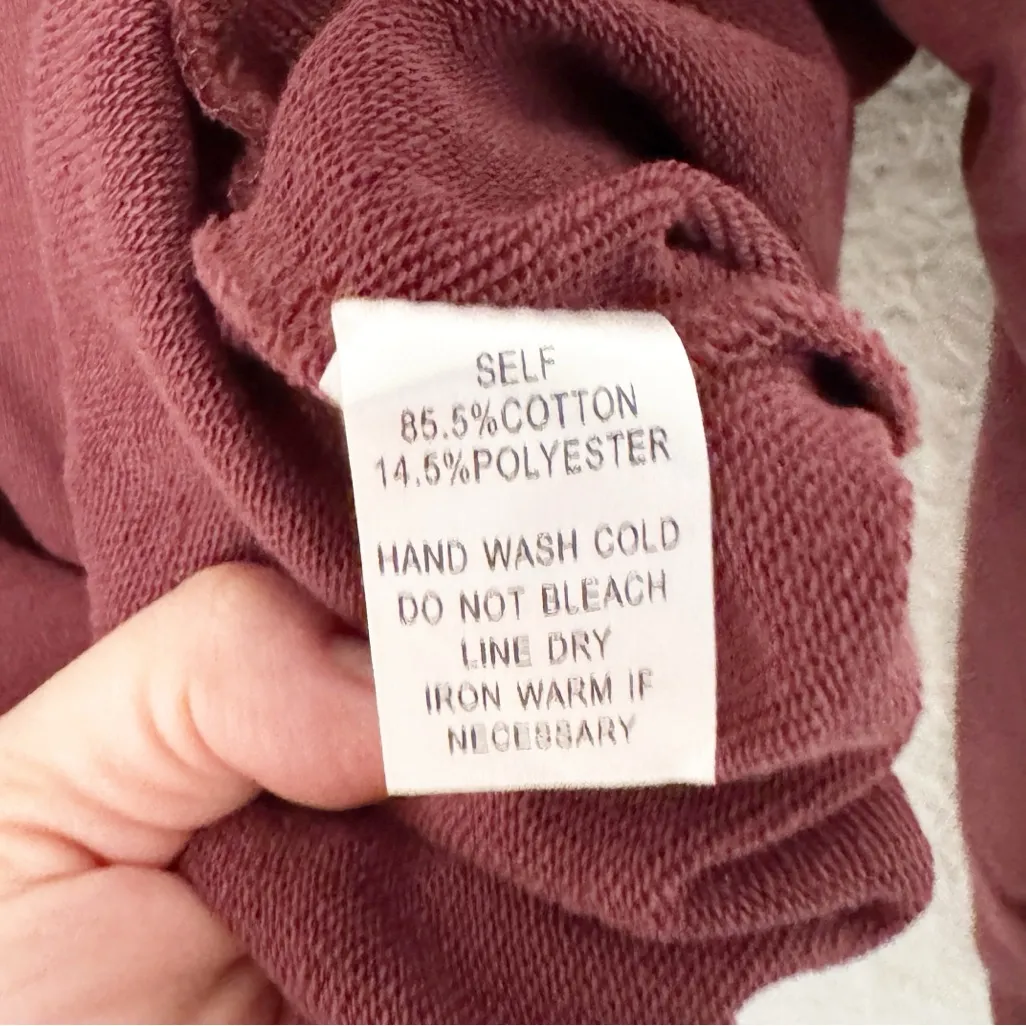 SELF
85.5%COTTON
14.5%POLYESTER
HAND WASH COLD
DO NOT BLEACH
LINE DRY
IRON WARM IF
NECESSARY